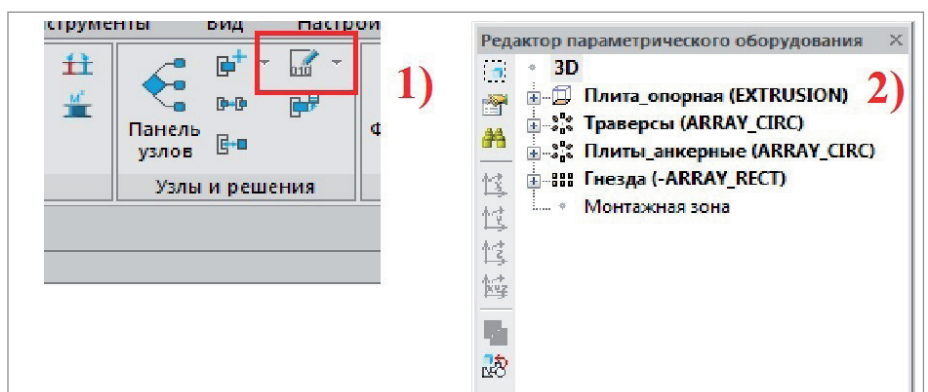 струменты Вид Настрой
1)
Панель
узлов
Узлы и решения
Редактор параметрического оборудования
2)
3D
Плита_опорная (EXTRUSION)
Траверсы (ARRAY_CIRC)
Плиты_анкерные (ARRAY_CIRC)
Гнезда (-ARRAY_RECT)
Монтажная зона